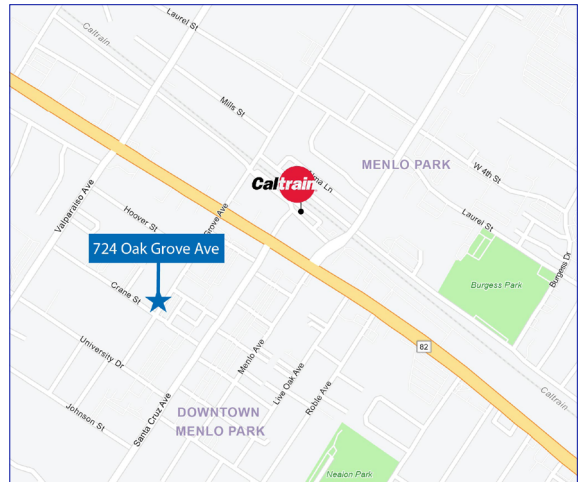 Laurel St
Caltrain
Mills St
MENLO PARK
W 4th St
Caltrain
Alma Ln
Valparaiso Ave
Hoover St
Grove Ave
Laurel St
724 Oak Grove Ave
Burgess Dr
Burgess Park
Crane St
82
University Dr
Menlo Ave
Live Oak Ave
Roble Ave
Caltrain
Johnson St
Santa Cruz Ave
DOWNTOWN
MENLO PARK
Nealon Park